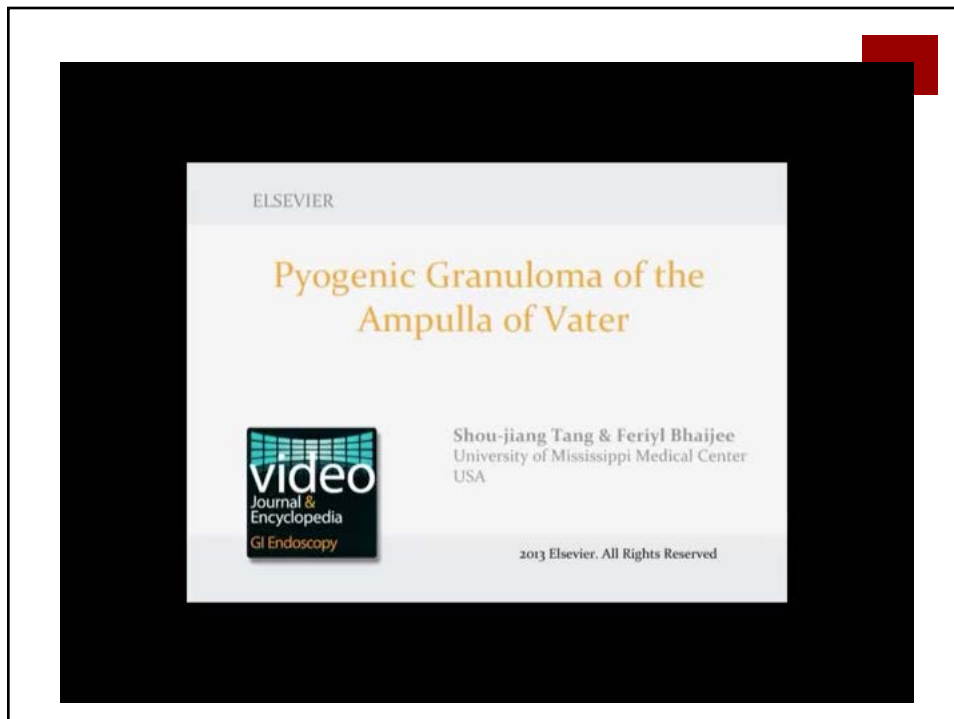 ELSEVIER
Pyogenic Granuloma of the
Ampulla of Vater
video
Journal &
Encyclopedia
GI Endoscopy
Shou-jiang Tang & Feriyl Bhaijee
University of Mississippi Medical Center
USA
2013 Elsevier. All Rights Reserved